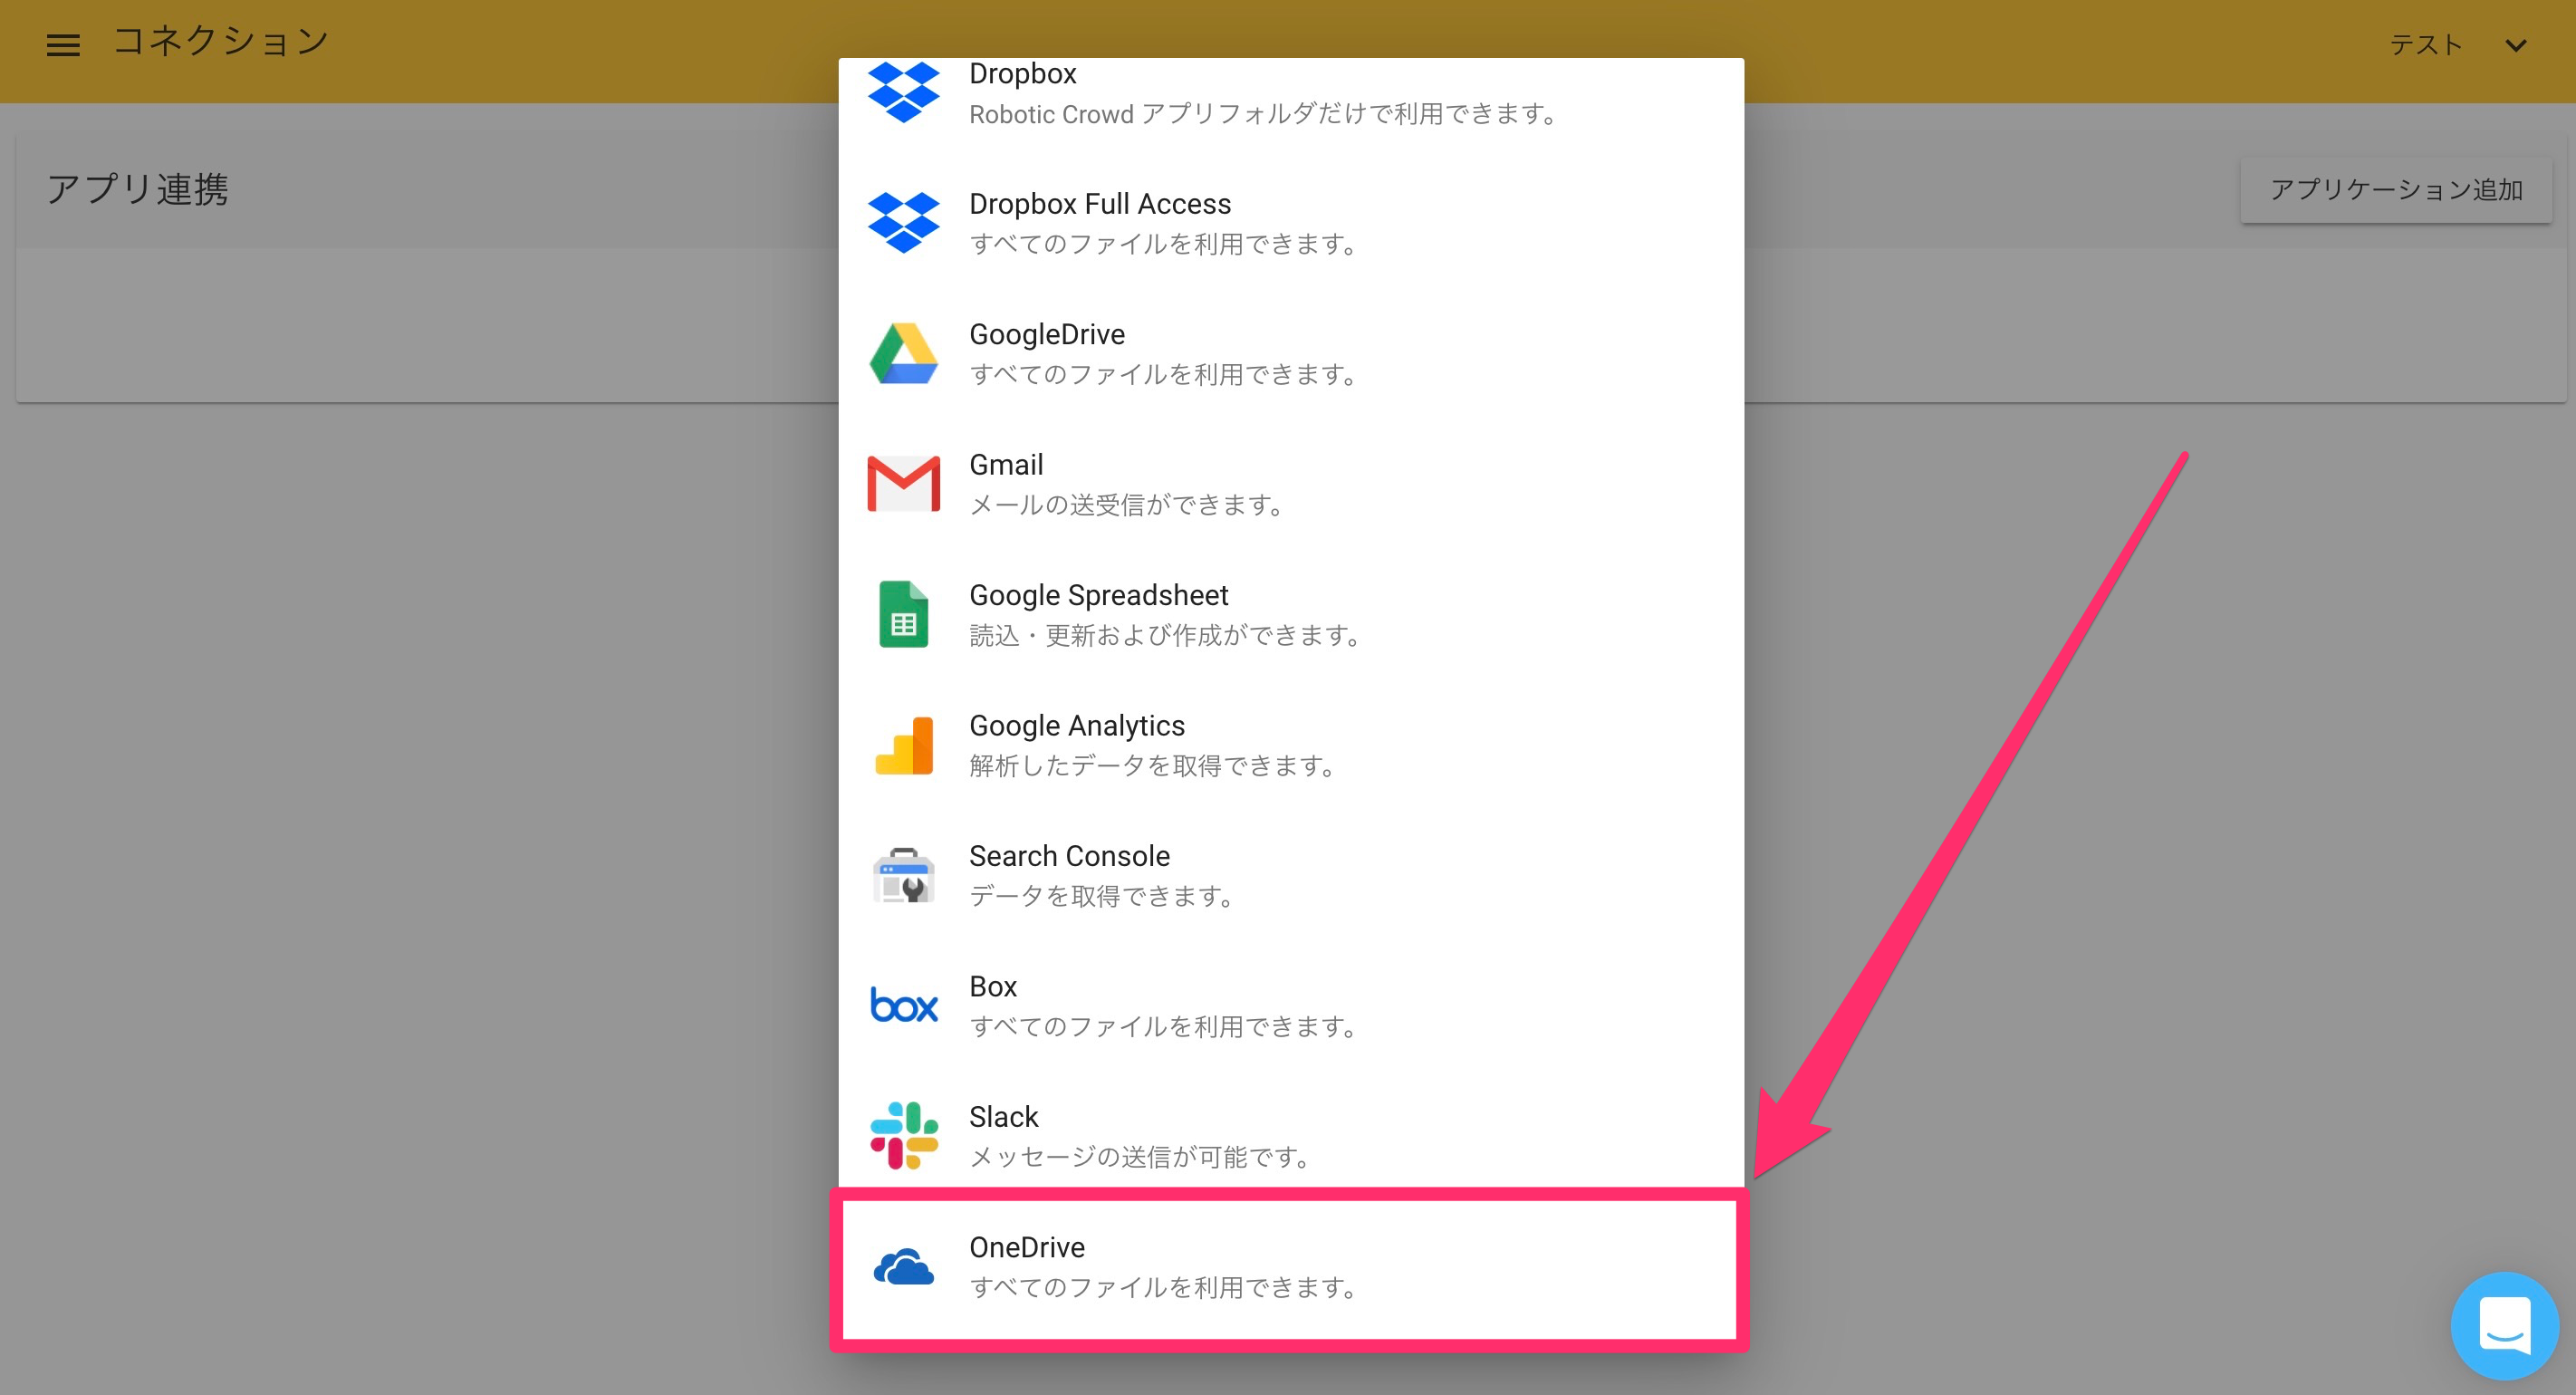 コネクション
テスト
アプリ連携
アプリケーション追加
Dropbox
Robotic Crowd アプリフォルダだけで利用できます。
Dropbox Full Access
すべてのファイルを利用できます。
GoogleDrive
すべてのファイルを利用できます。
Gmail
メールの送受信ができます。
Google Spreadsheet
読込・更新および作成ができます。
Google Analytics
解析したデータを取得できます。
Search Console
データを取得できます。
box
Box
すべてのファイルを利用できます。
Slack
メッセージの送信が可能です。
OneDrive
すべてのファイルを利用できます。